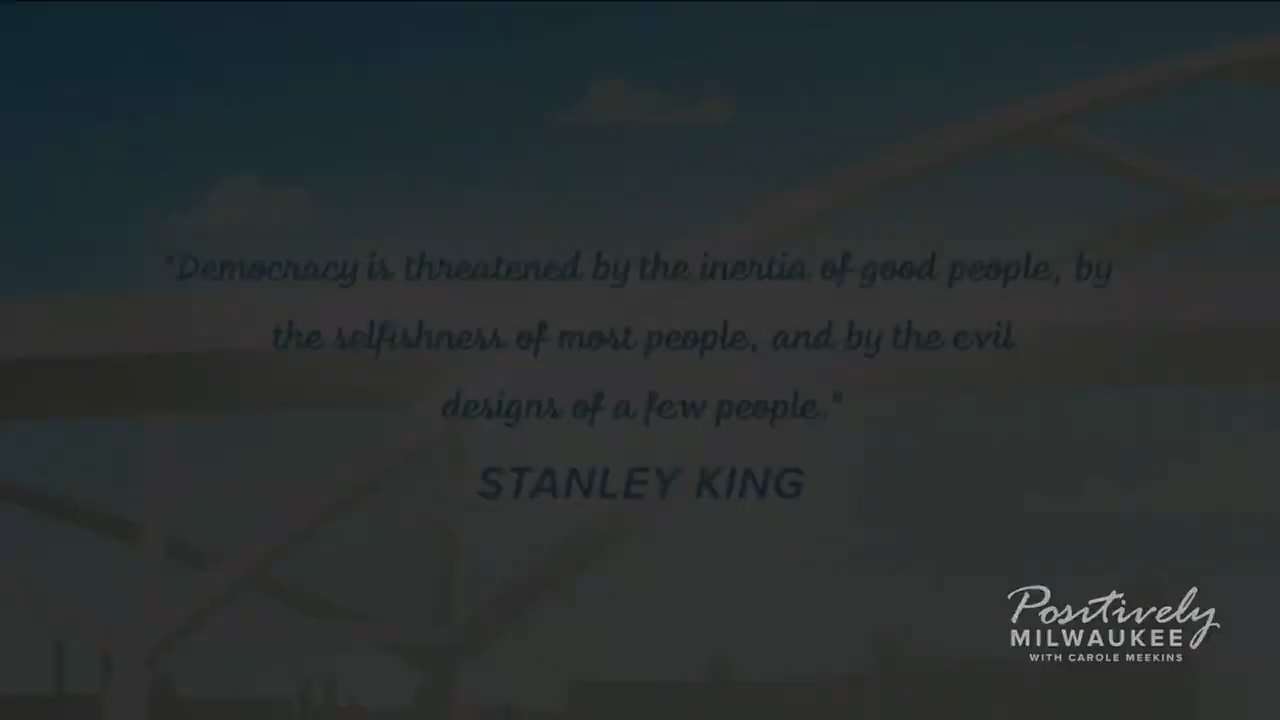 "Democracy is threatened by the inertia of good people, by
the selfishness of most people, and by the evil
designs of a few people."
STANLEY KING
Positively
MILWAUKEE
WITH CAROLE MEEKINS